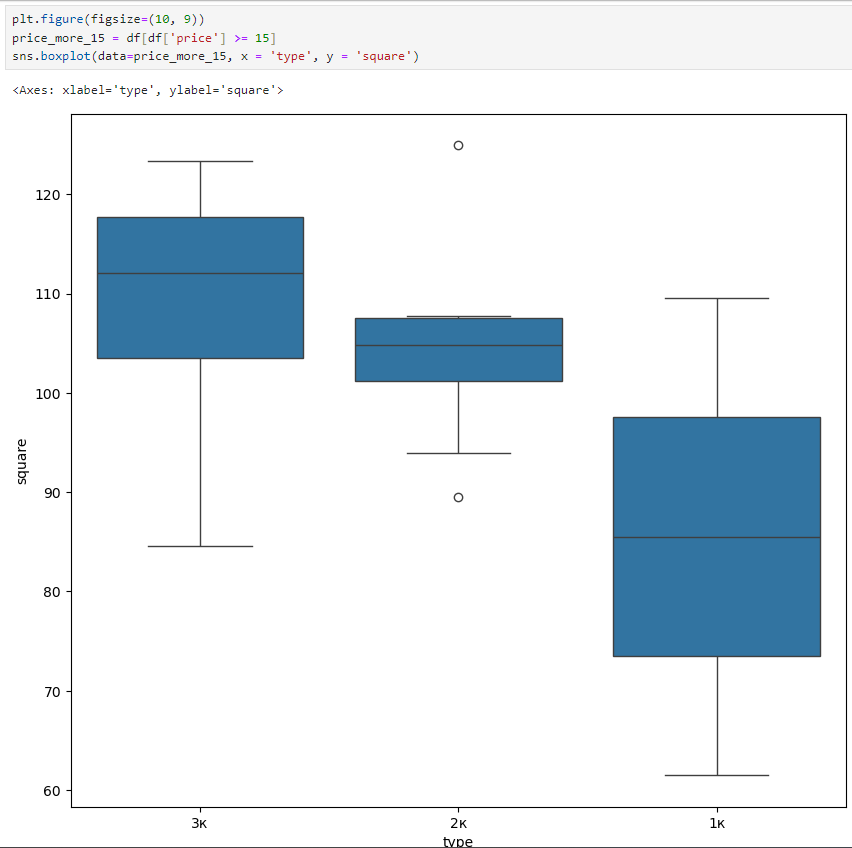 plt.figure(figsize=(10, 9))
price_more_15 = df[df['price'] >= 15]
sns.boxplot(data=price_more_15, x = 'type', y = 'square')
<Axes: xlabel='type', ylabel='square'>
120
110
100
90
80
70
60
square
3к
2к
1к
type